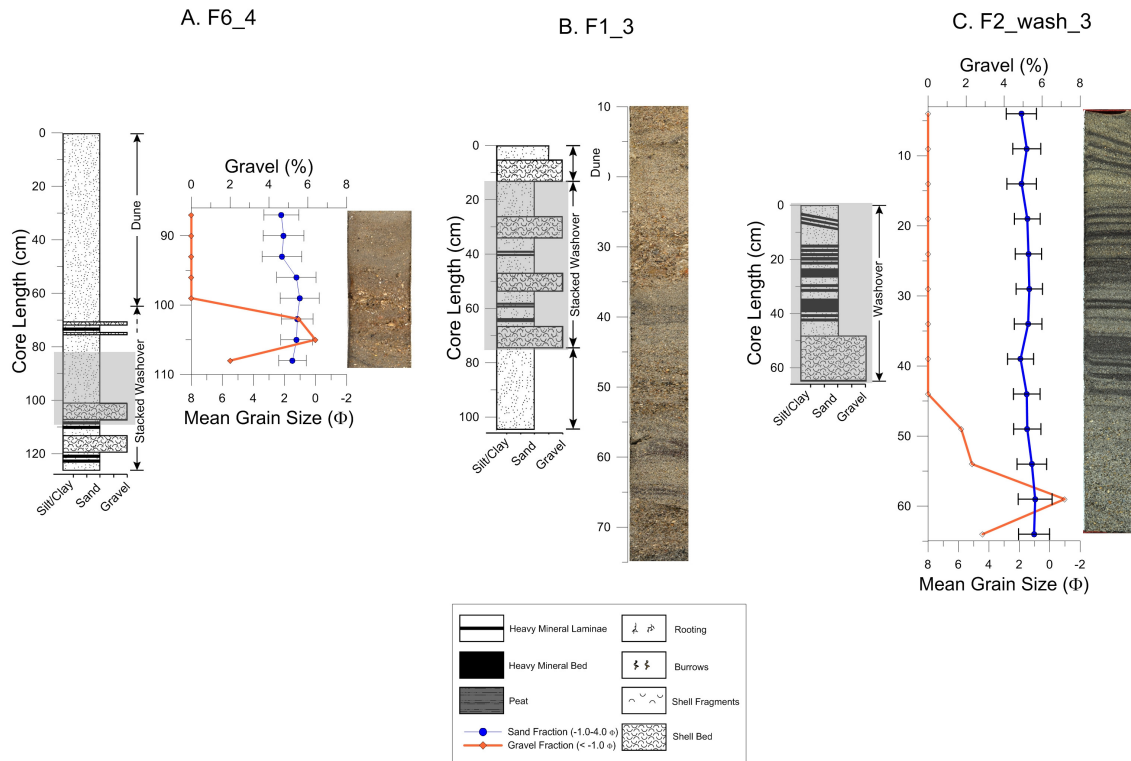 A. F6_4
B. F1_3
C. F2_wash_3
Core Length (cm)
0
20
40
60
80
100
120
Silt/Clay
Sand
Gravel
Dune
Stacked Washover
Gravel (%)
0
2
4
6
8
90
100
110
8
6
4
2
0
-2
Mean Grain Size (Φ)
Core Length (cm)
0
20
40
60
80
100
Silt/Clay
Sand
Gravel
Dune
Stacked Washover
10
1
30
40
50
60
70
Core Length (cm)
0
20
40
60
Silt/Clay
Sand
Gravel
Washover
Gravel (%)
0
2
4
6
8
10
20
30
40
50
60
8
6
4
2
0
-2
Mean Grain Size (Φ)
Heavy Mineral Laminae
Rooting
Heavy Mineral Bed
Burrows
Peat
Shell Fragments
Sand Fraction (-1.0-4.0 Φ)
Gravel Fraction (< -1.0 Φ)
Shell Bed